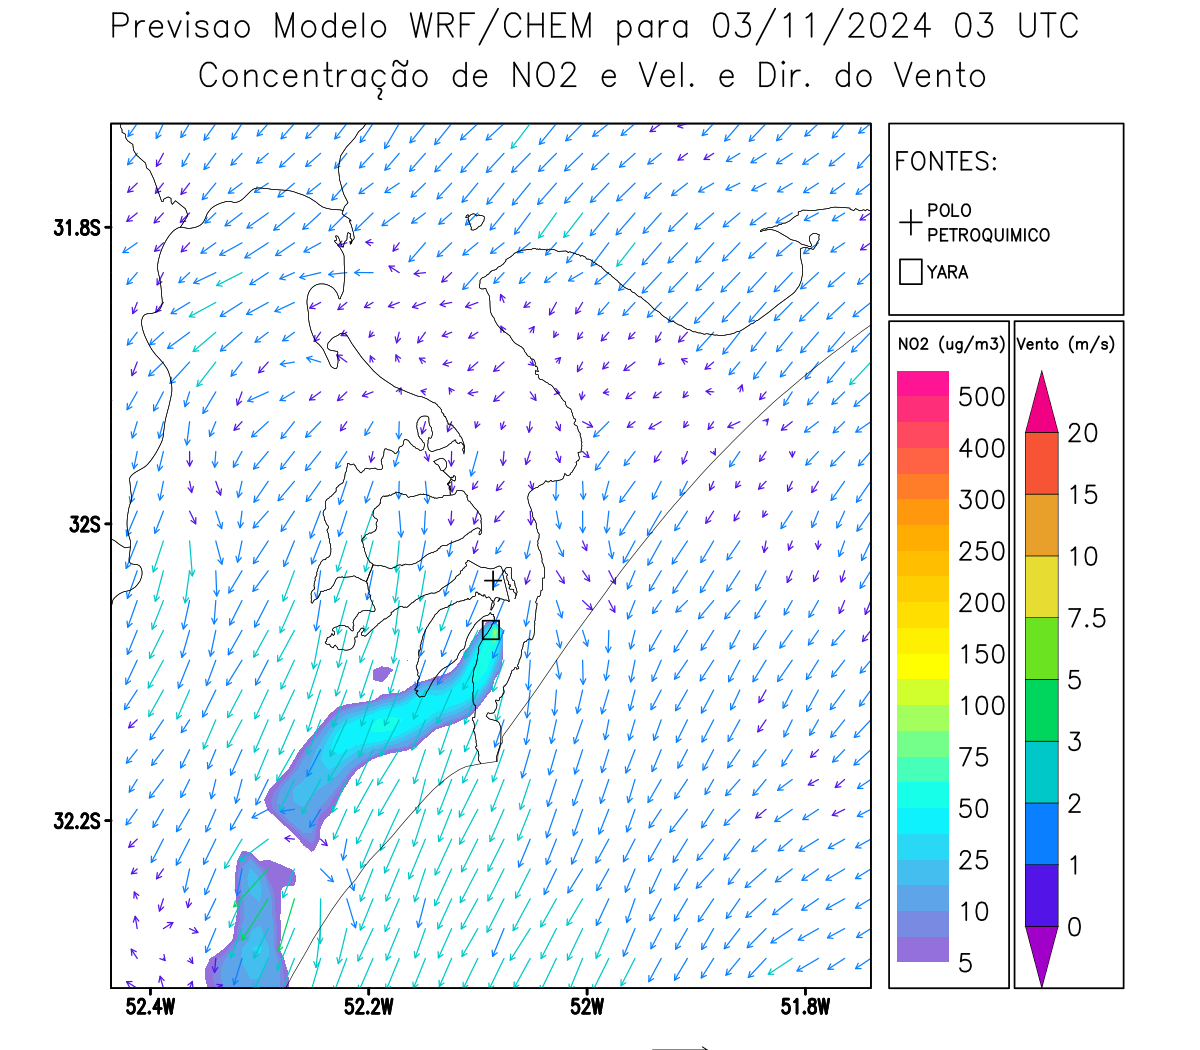 Previsao Modelo WRF/CHEM para 03/11/2024 03 UTC
Concentração de NO2 e Vel. e Dir. do Vento
FONTES:
POLO
PETROQUIMICO
YARA
NO2 (ug/m3)
500
400
300
250
200
150
100
75
50
25
10
5
Vento (m/s)
20
15
10
7.5
5
3
2
1
0
31.8S
32S
32.2S
52.4W
52.2W
52W
51.8W